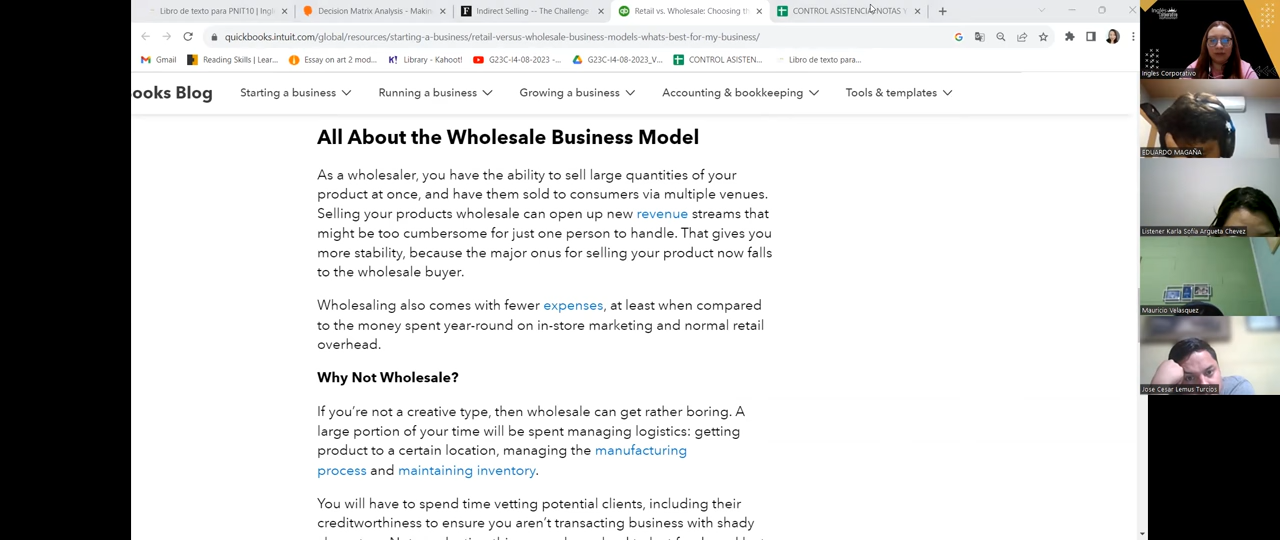 Libro de texto para PNIT10 | Ingl
Decision Matrix Analysis - Makin
Indirect Selling -- The Challenge
Retail vs. Wholesale: Choosing th
CONTROL ASISTENCIA NOTAS
quickbooks.intuit.com/global/resources/starting-a-business/retail-versus-wholesale-business-models-whats-best-for-my-business/
Gmail
Reading Skills | Lear...
Essay on art 2 mod...
Library - Kahoot!
G23C-I4-08-2023
G23C-I4-08-2023_V...
CONTROL ASISTEN...
Libro de texto para...
ooks Blog
Starting a business
Running a business
Growing a business
Accounting & bookkeeping
Tools & templates
All About the Wholesale Business Model
As a wholesaler, you have the ability to sell large quantities of your
product at once, and have them sold to consumers via multiple venues.
Selling your products wholesale can open up new revenue streams that
might be too cumbersome for just one person to handle. That gives you
more stability, because the major onus for selling your product now falls
to the wholesale buyer.
Wholesaling also comes with fewer expenses, at least when compared
to the money spent year-round on in-store marketing and normal retail
overhead.
Why Not Wholesale?
If you're not a creative type, then wholesale can get rather boring. A
large portion of your time will be spent managing logistics: getting
product to a certain location, managing the manufacturing
process and maintaining inventory.
You will have to spend time vetting potential clients, including their
creditworthiness to ensure you aren't transacting business with shady
Inglés Corporativo
EDUARDO MAGAÑA
Listener Karla Sofia Argueta Chevez
Mauricio Velasquez
Jose Cesar Lemus Turcios